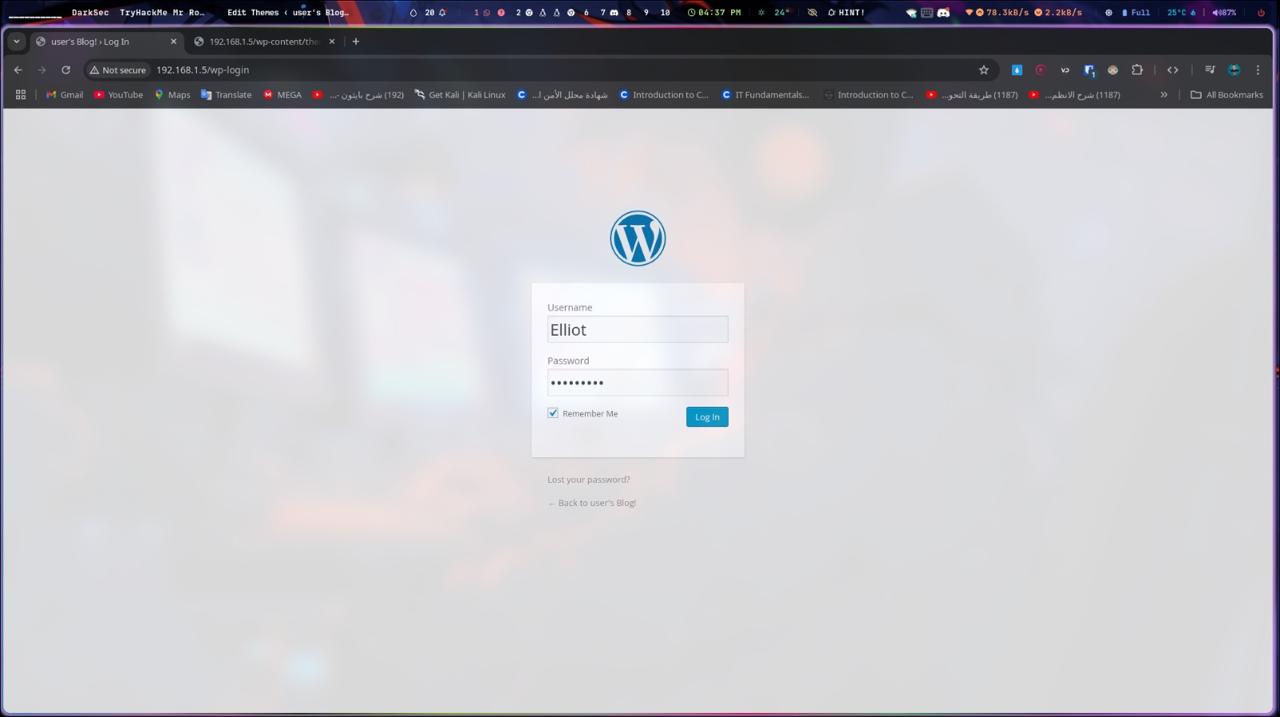 DarkSec TryHackMe Mr Ro… Edit Themes ‹ user's Blog… 20 1 2 6 7 8 9 10 04:37 PM 24° HINT! 78.3kB/s 2.2kB/s Full 25°C 87%
user's Blog! › Log In 192.168.1.5/wp-content/the
Not secure 192.168.1.5/wp-login
Gmail YouTube Maps Translate MEGA (192) شرح بايثون -... Get Kali | Kali Linux شهادة محلل الأمن ا... Introduction to C... IT Fundamentals... Introduction to C... (1187) طريقة التحو... (1187) شرح الانظم... » All Bookmarks
Username
Elliot
Password
•••••••••
Remember Me Log In
Lost your password?
← Back to user's Blog!